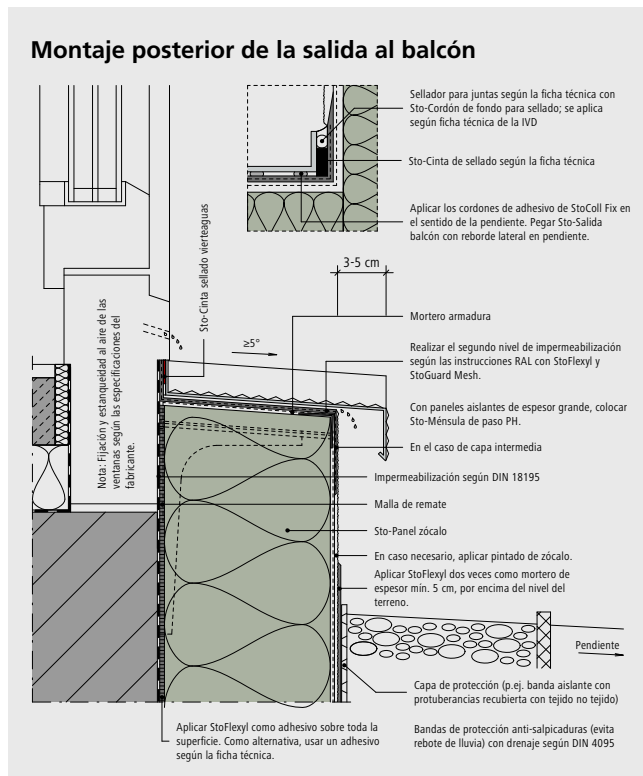 Montaje posterior de la salida al balcón
Sellador para juntas según la ficha técnica con
Sto-Cordón de fondo para sellado; se aplica
según ficha técnica de la IVD
Sto-Cinta de sellado según la ficha técnica
Aplicar los cordones de adhesivo de StoColl Fix en
el sentido de la pendiente. Pegar Sto-Salida
balcón con reborde lateral en pendiente.
3-5 cm
Sto-Cinta sellado vierteaguas
Mortero armadura
≥5°
Realizar el segundo nivel de impermeabilización
según las instrucciones RAL con StoFlexyl y
StoGuard Mesh.
Nota: Fijación y estanqueidad al aire de las
ventanas según las especificaciones del
fabricante.
Con paneles aislantes de espesor grande, colocar
Sto-Ménsula de paso PH.
En el caso de capa intermedia
Impermeabilización según DIN 18195
Malla de remate
Sto-Panel zócalo
En caso necesario, aplicar pintado de zócalo.
Aplicar StoFlexyl dos veces como mortero de
espesor mín. 5 cm, por encima del nivel del
terreno.
Pendiente
Capa de protección (p.ej. banda aislante con
protuberancias recubierta con tejido no tejido)
Aplicar StoFlexyl como adhesivo sobre toda la
superficie. Como alternativa, usar un adhesivo
según la ficha técnica.
Bandas de protección anti-salpicaduras (evita
rebote de lluvia) con drenaje según DIN 4095